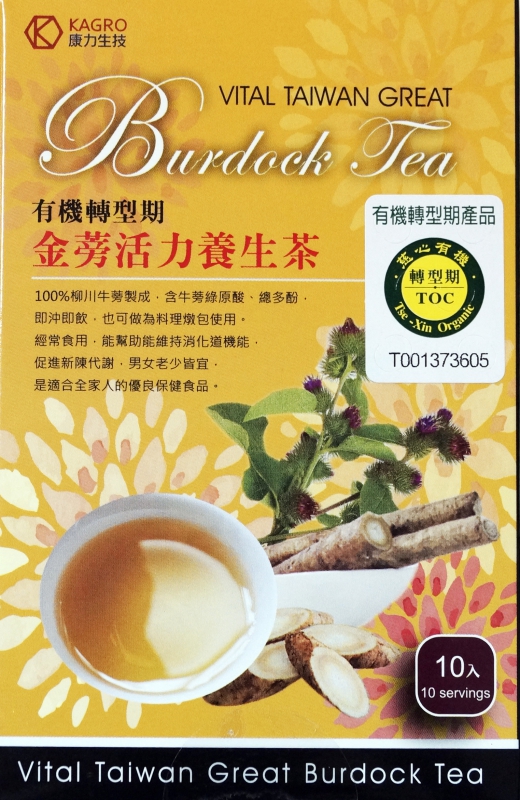 KAGRO
康力生技
VITAL TAIWAN GREAT
Burdock Tea
有機轉型期
金蒡活力養生茶
100%柳川牛蒡製成，含牛蒡綠原酸、總多酚，
即沖即飲，也可做為料理燉包使用。
經常食用，能幫助能維持消化道機能，
促進新陳代謝，男女老少皆宜，
是適合全家人的優良保健食品。
有機轉型期產品
慈心有機
轉型期
TOC
Tse-Xin Organic
T001373605
10入
10 servings
Vital Taiwan Great Burdock Tea